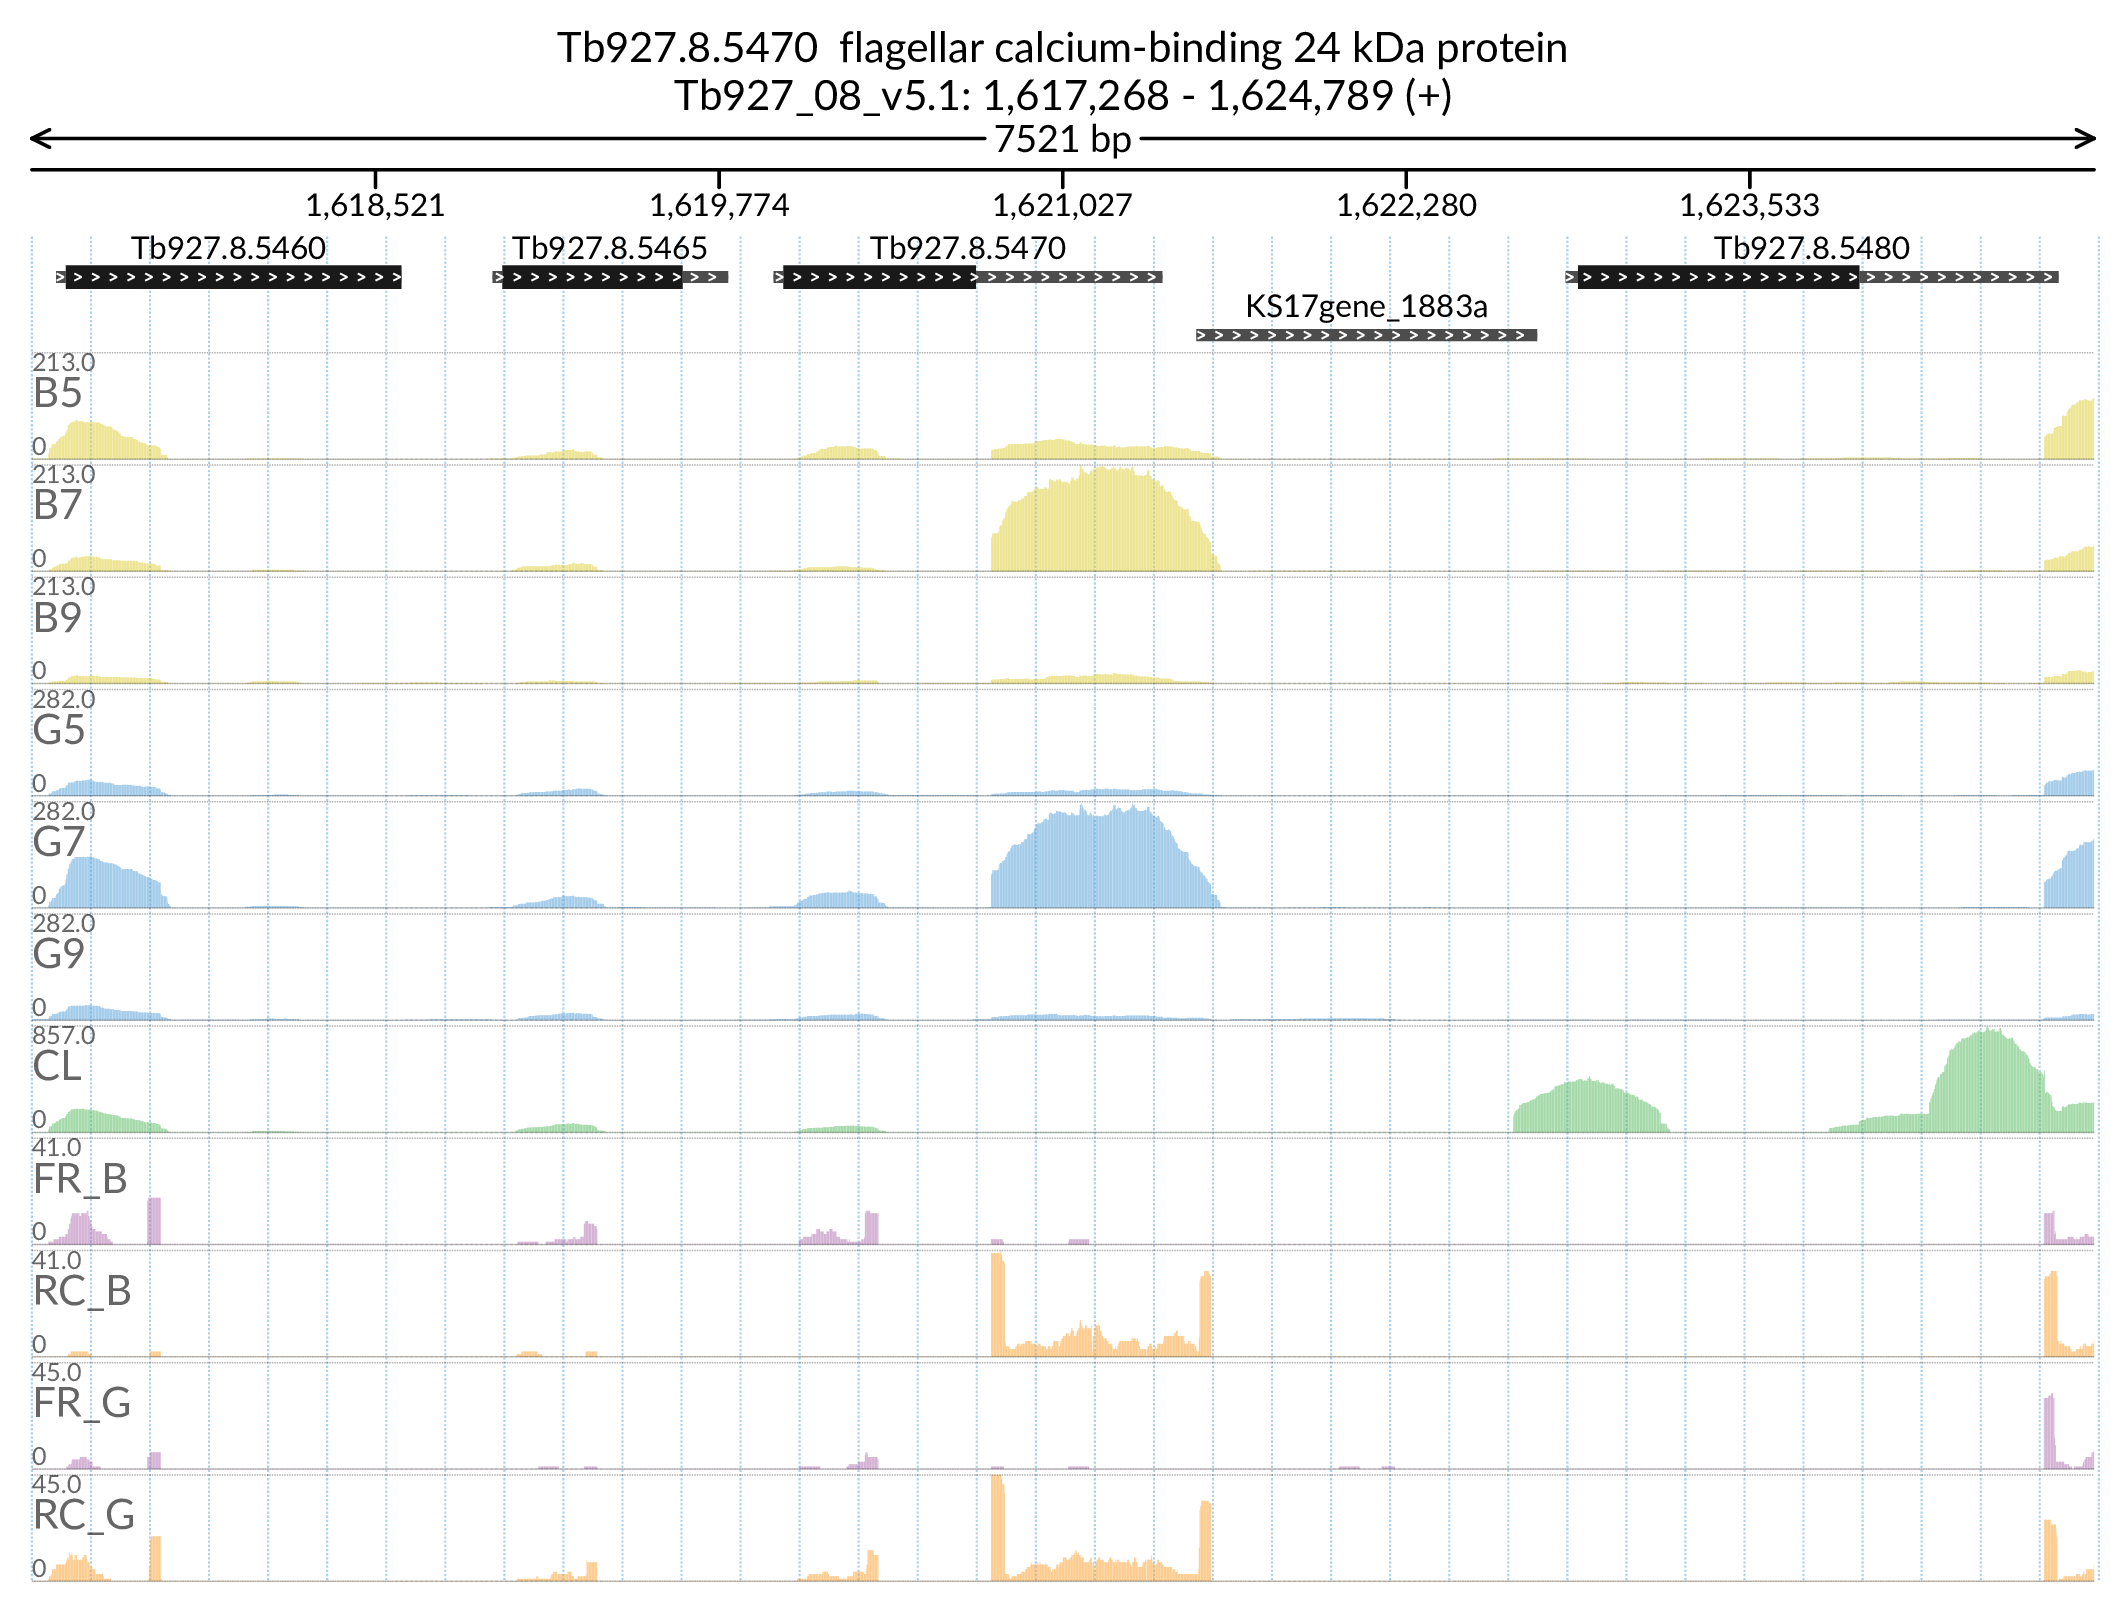 Tb927.8.5470 flagellar calcium-binding 24 kDa protein
Tb927_08_v5.1: 1,617,268 - 1,624,789 (+)
7521 bp
1,618,521 1,619,774 1,621,027 1,622,280 1,623,533
Tb927.8.5460 Tb927.8.5465 Tb927.8.5470 Tb927.8.5480
KS17gene_1883a
213.0
B5
0
213.0
B7
0
213.0
B9
0
282.0
G5
0
282.0
G7
0
282.0
G9
0
857.0
CL
0
41.0
FR_B
0
41.0
RC_B
0
45.0
FR_G
0
45.0
RC_G
0